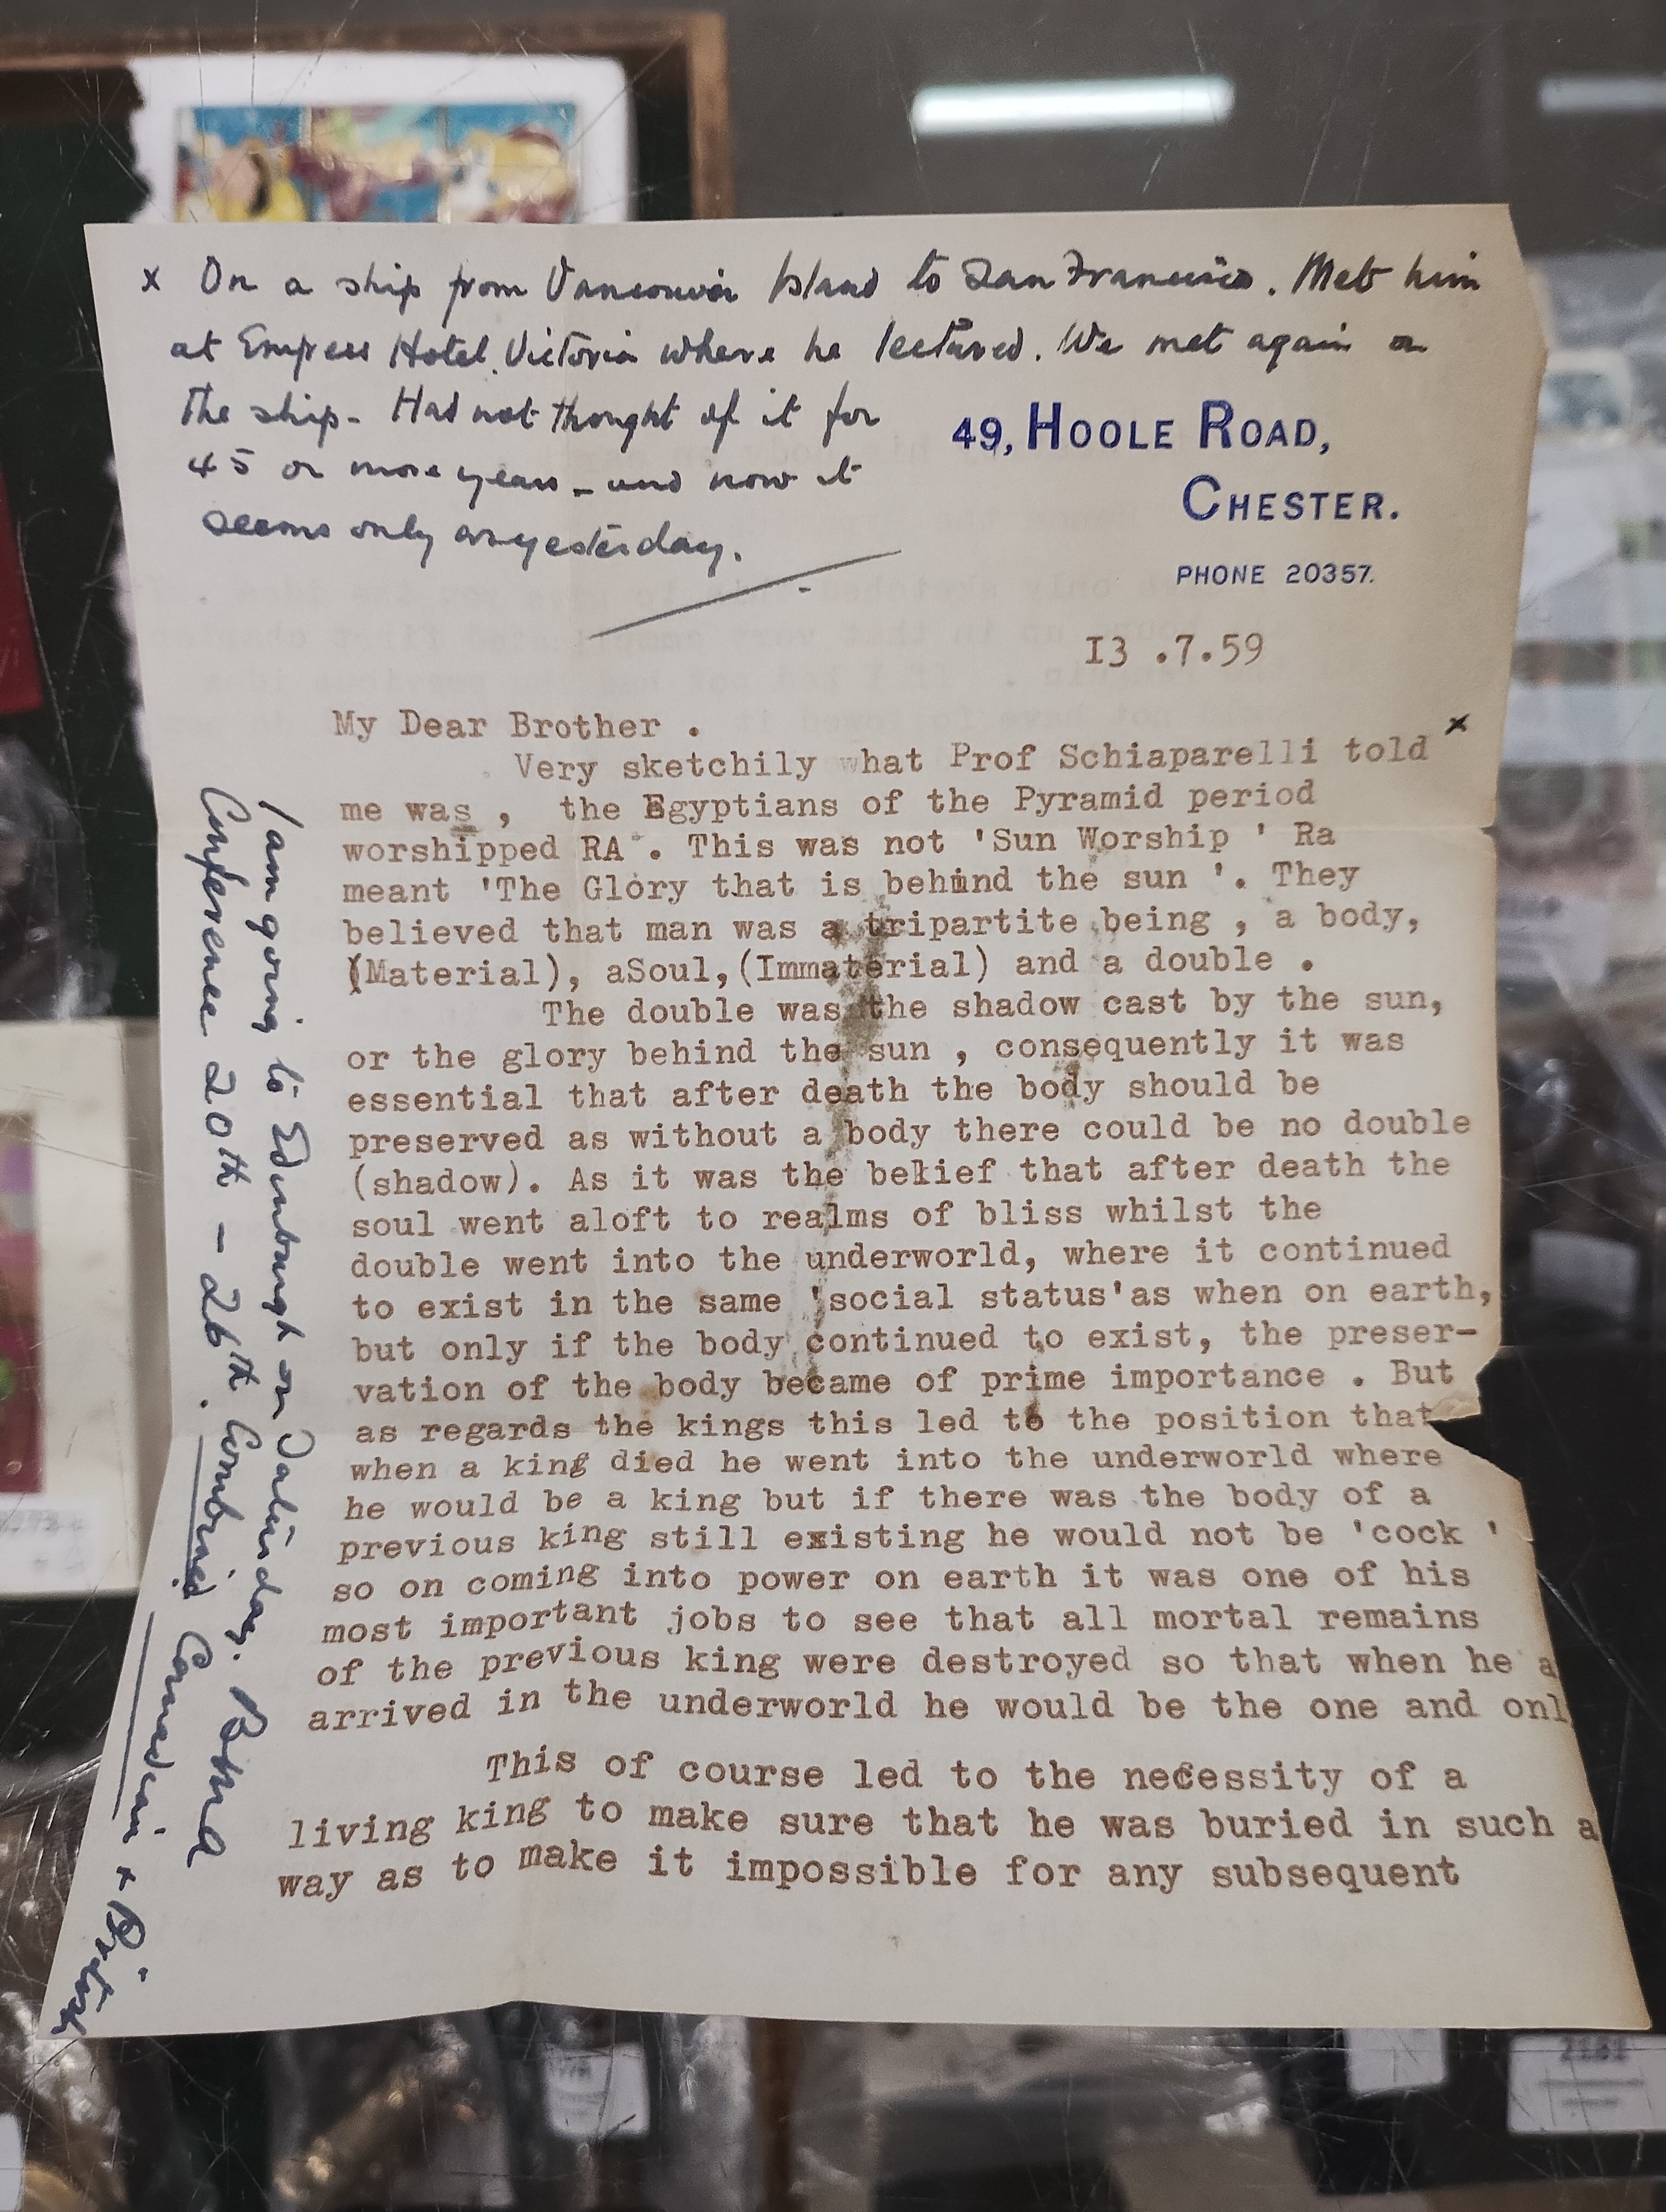 x On a ship from Vancouver Island to San Francisco. Met him
at Empress Hotel, Victoria where he lectured. We met again on
the ship - Had not thought of it for
45 or more years - and now it
seems only as yesterday.
49, HOOLE ROAD,
CHESTER.
PHONE 20357.
I3 .7.59
My Dear Brother .
Very sketchily what Prof Schiaparelli told x
me was , the Egyptians of the Pyramid period
worshipped RA . This was not 'Sun Worship ' Ra
meant 'The Glory that is behind the sun '. They
believed that man was a tripartite being , a body,
(Material), aSoul,(Immaterial) and a double .
The double was the shadow cast by the sun,
or the glory behind the sun , consequently it was
essential that after death the body should be
preserved as without a body there could be no double
(shadow). As it was the belief that after death the
soul went aloft to realms of bliss whilst the
double went into the underworld, where it continued
to exist in the same 'social status'as when on earth,
but only if the body continued to exist, the preser-
vation of the body became of prime importance . But
as regards the kings this led to the position that
when a king died he went into the underworld where
he would be a king but if there was the body of a
previous king still existing he would not be 'cock '
so on coming into power on earth it was one of his
most important jobs to see that all mortal remains
of the previous king were destroyed so that when he a
arrived in the underworld he would be the one and onl
This of course led to the necessity of a
living king to make sure that he was buried in such a
way as to make it impossible for any subsequent
I am going to Edinburgh on Saturday.
Conference 20th - 26th. Combined Canadian + British
2181